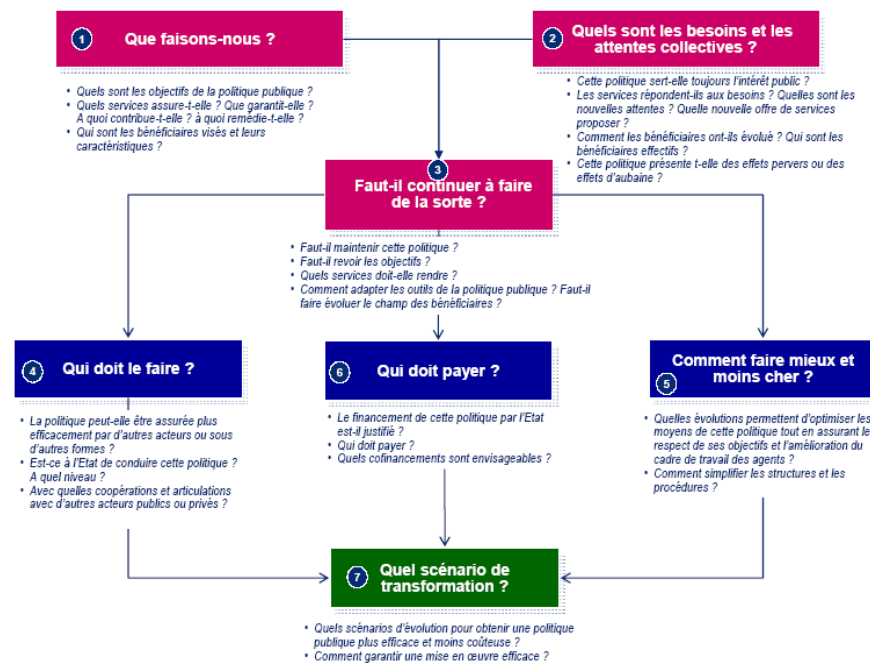 1
Que faisons-nous ?
• Quels sont les objectifs de la politique publique ?
• Quels services assure-t-elle ? Que garantit-elle ?
A quoi contribue-t-elle ? à quoi remédie-t-elle ?
• Qui sont les bénéficiaires visés et leurs
caractéristiques ?
2
Quels sont les besoins et les
attentes collectives ?
• Cette politique sert-elle toujours l'intérêt public ?
• Les services répondent-ils aux besoins ? Quelles sont les
nouvelles attentes ? Quelle nouvelle offre de services
proposer ?
• Comment les bénéficiaires ont-ils évolué ? Qui sont les
bénéficiaires effectifs ?
• Cette politique présente t-elle des effets pervers ou des
effets d'aubaine ?
3
Faut-il continuer à faire
de la sorte ?
• Faut-il maintenir cette politique ?
• Faut-il revoir les objectifs ?
• Quels services doit-elle rendre ?
• Comment adapter les outils de la politique publique ? Faut-il
faire évoluer le champ des bénéficiaires ?
4
Qui doit le faire ?
• La politique peut-elle être assurée plus
efficacement par d'autres acteurs ou sous
d'autres formes ?
• Est-ce à l'Etat de conduire cette politique ?
A quel niveau ?
• Avec quelles coopérations et articulations
avec d'autres acteurs publics ou privés ?
6
Qui doit payer ?
• Le financement de cette politique par l'Etat
est-il justifié ?
• Qui doit payer ?
• Quels cofinancements sont envisageables ?
5
Comment faire mieux et
moins cher ?
• Quelles évolutions permettent d'optimiser les
moyens de cette politique tout en assurant le
respect de ses objectifs et l'amélioration du
cadre de travail des agents ?
• Comment simplifier les structures et les
procédures ?
7
Quel scénario de
transformation ?
• Quels scénarios d'évolution pour obtenir une politique
publique plus efficace et moins coûteuse ?
• Comment garantir une mise en œuvre efficace ?